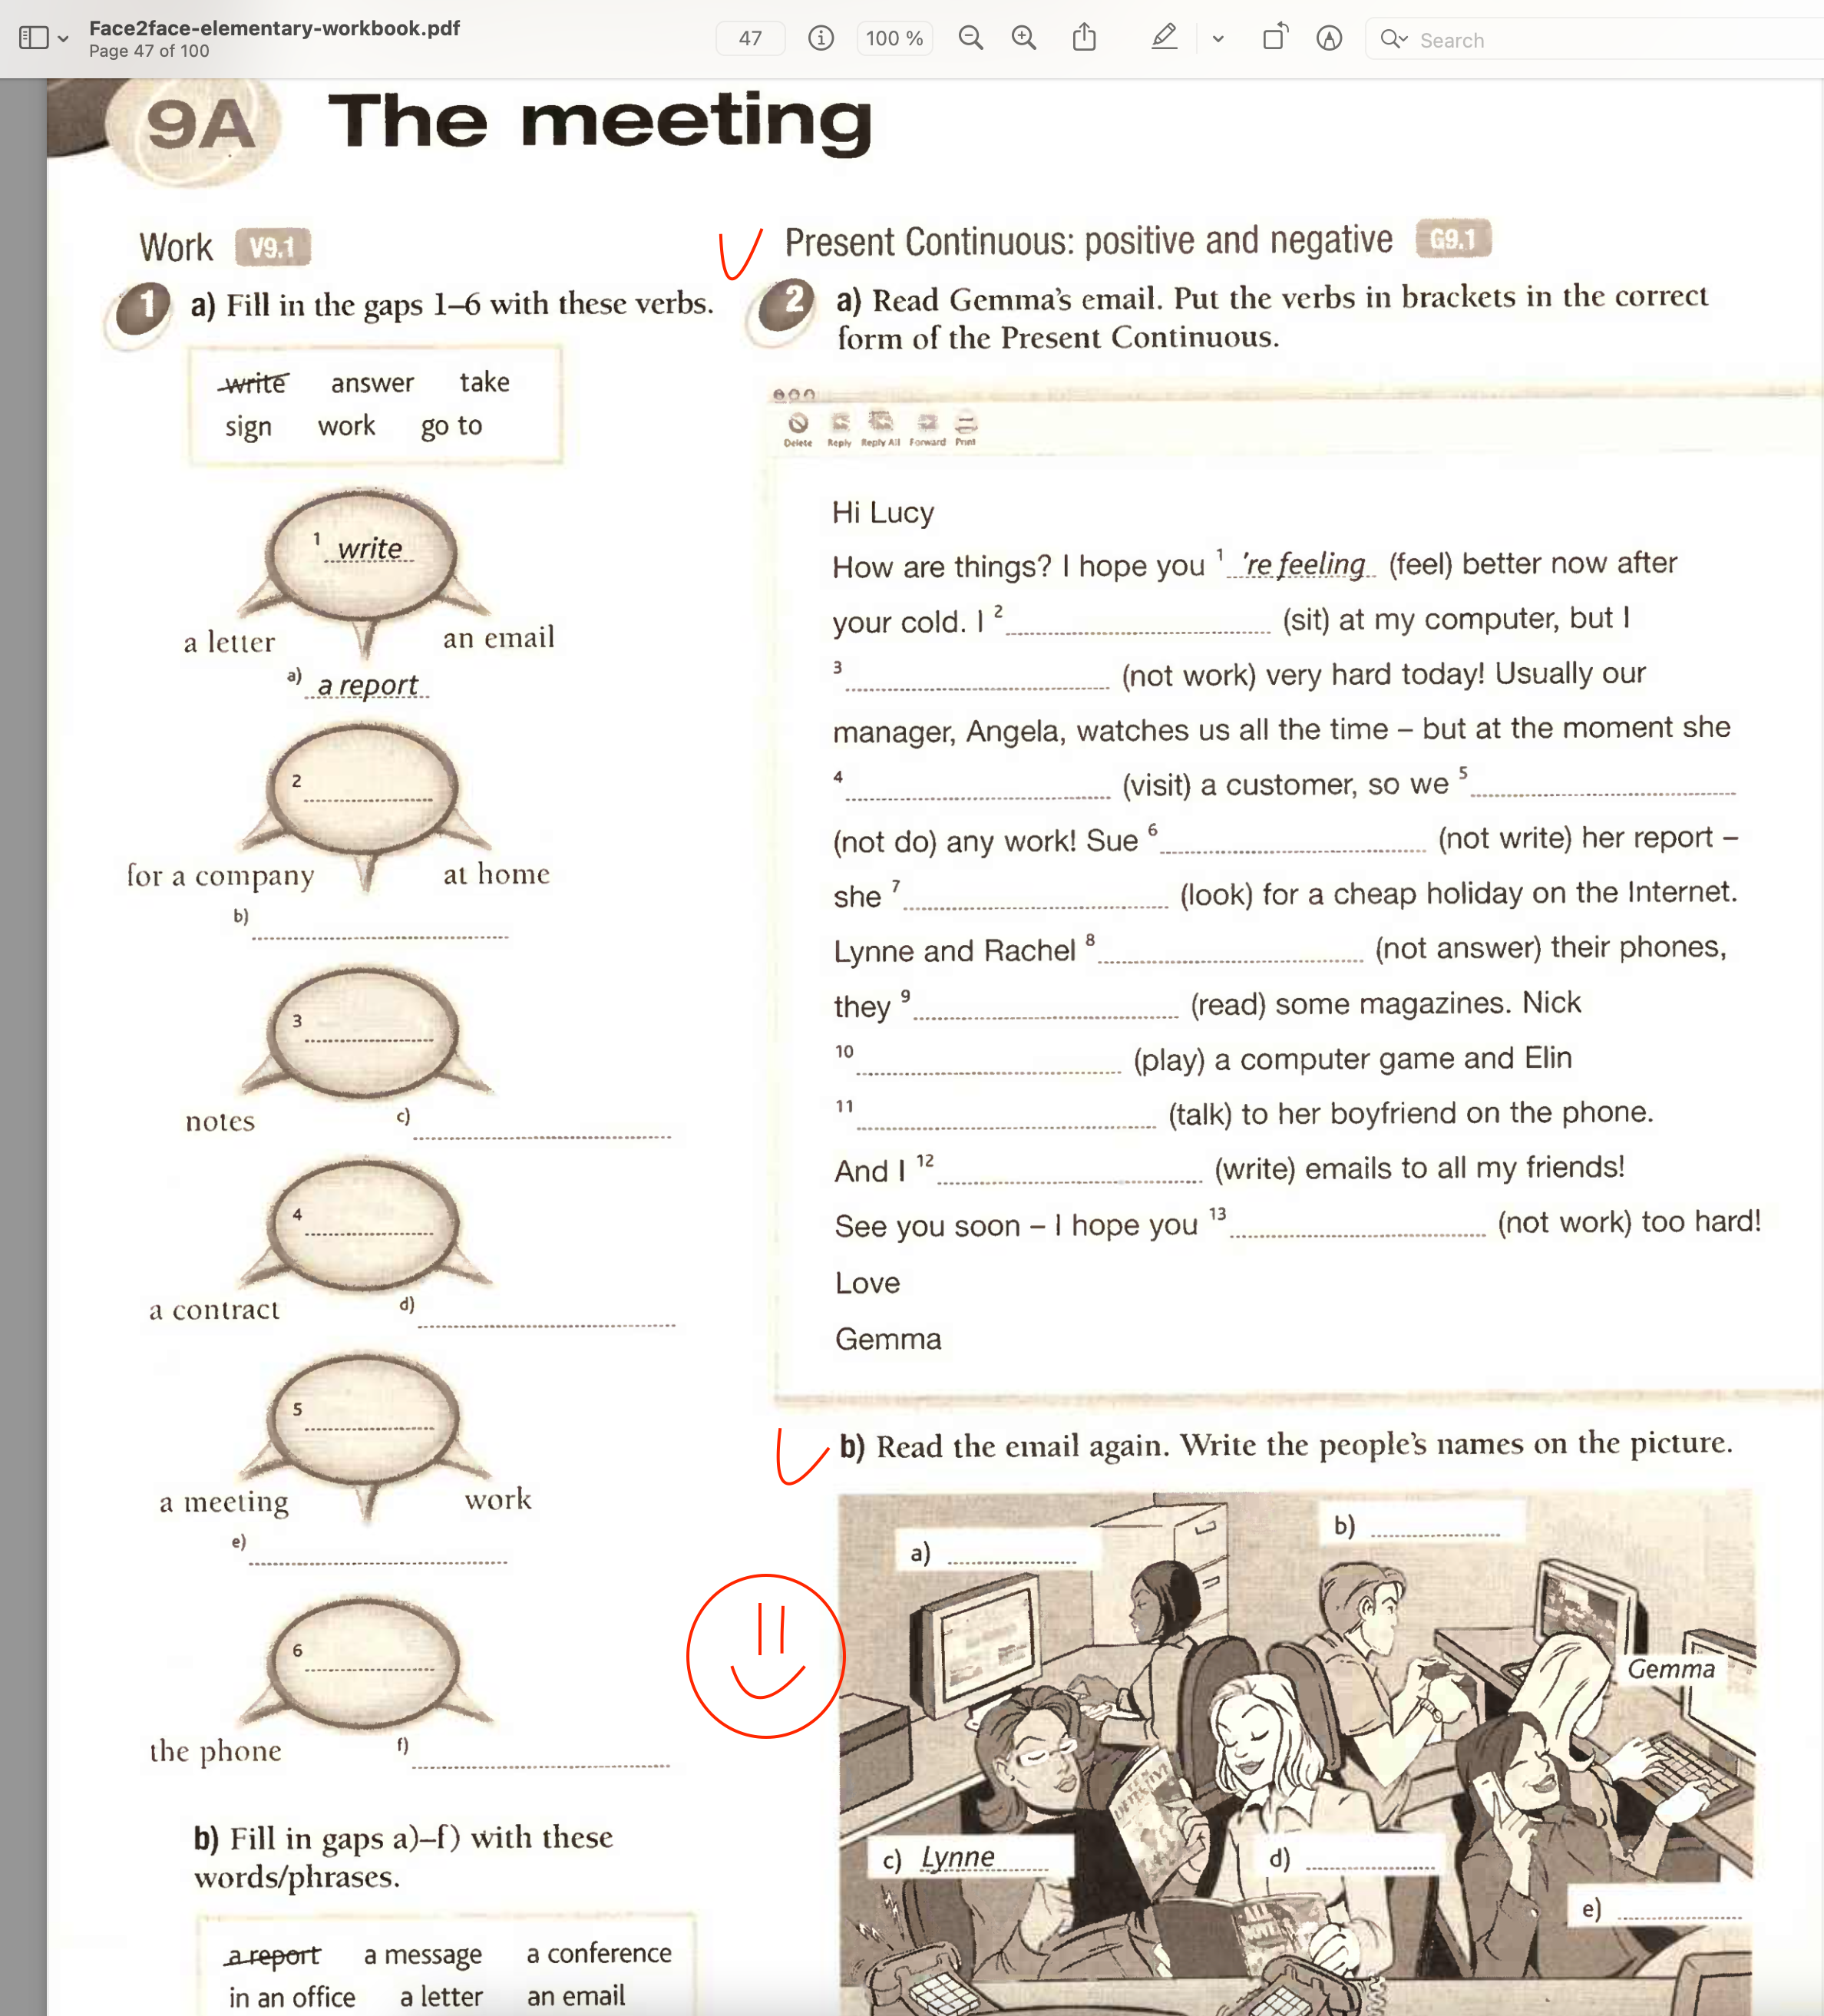 Face2face-elementary-workbook.pdf
Page 47 of 100
47
100 %
Search
9A The meeting
Work V9.1
1 a) Fill in the gaps 1–6 with these verbs.
write answer take
sign work go to
1 write
a letter an email
a) a report
2
for a company at home
b)
3
notes c)
4
a contract d)
5
a meeting work
e)
6
the phone f)
b) Fill in gaps a)–f) with these
words/phrases.
a report a message a conference
in an office a letter an email
Present Continuous: positive and negative G9.1
2 a) Read Gemma's email. Put the verbs in brackets in the correct
form of the Present Continuous.
Delete Reply Reply All Forward Print
Hi Lucy
How are things? I hope you 1 're feeling (feel) better now after
your cold. I 2 (sit) at my computer, but I
3 (not work) very hard today! Usually our
manager, Angela, watches us all the time – but at the moment she
4 (visit) a customer, so we 5
(not do) any work! Sue 6 (not write) her report –
she 7 (look) for a cheap holiday on the Internet.
Lynne and Rachel 8 (not answer) their phones,
they 9 (read) some magazines. Nick
10 (play) a computer game and Elin
11 (talk) to her boyfriend on the phone.
And I 12 (write) emails to all my friends!
See you soon – I hope you 13 (not work) too hard!
Love
Gemma
b) Read the email again. Write the people's names on the picture.
a)
b)
Gemma
c) Lynne
d)
e)